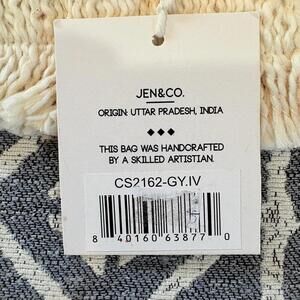 JEN&CO.
ORIGIN: UTTAR PRADESH, INDIA
THIS BAG WAS HANDCRAFTED
BY A SKILLED ARTISTIAN.
CS2162-GY.IV
8 40160 63877 0